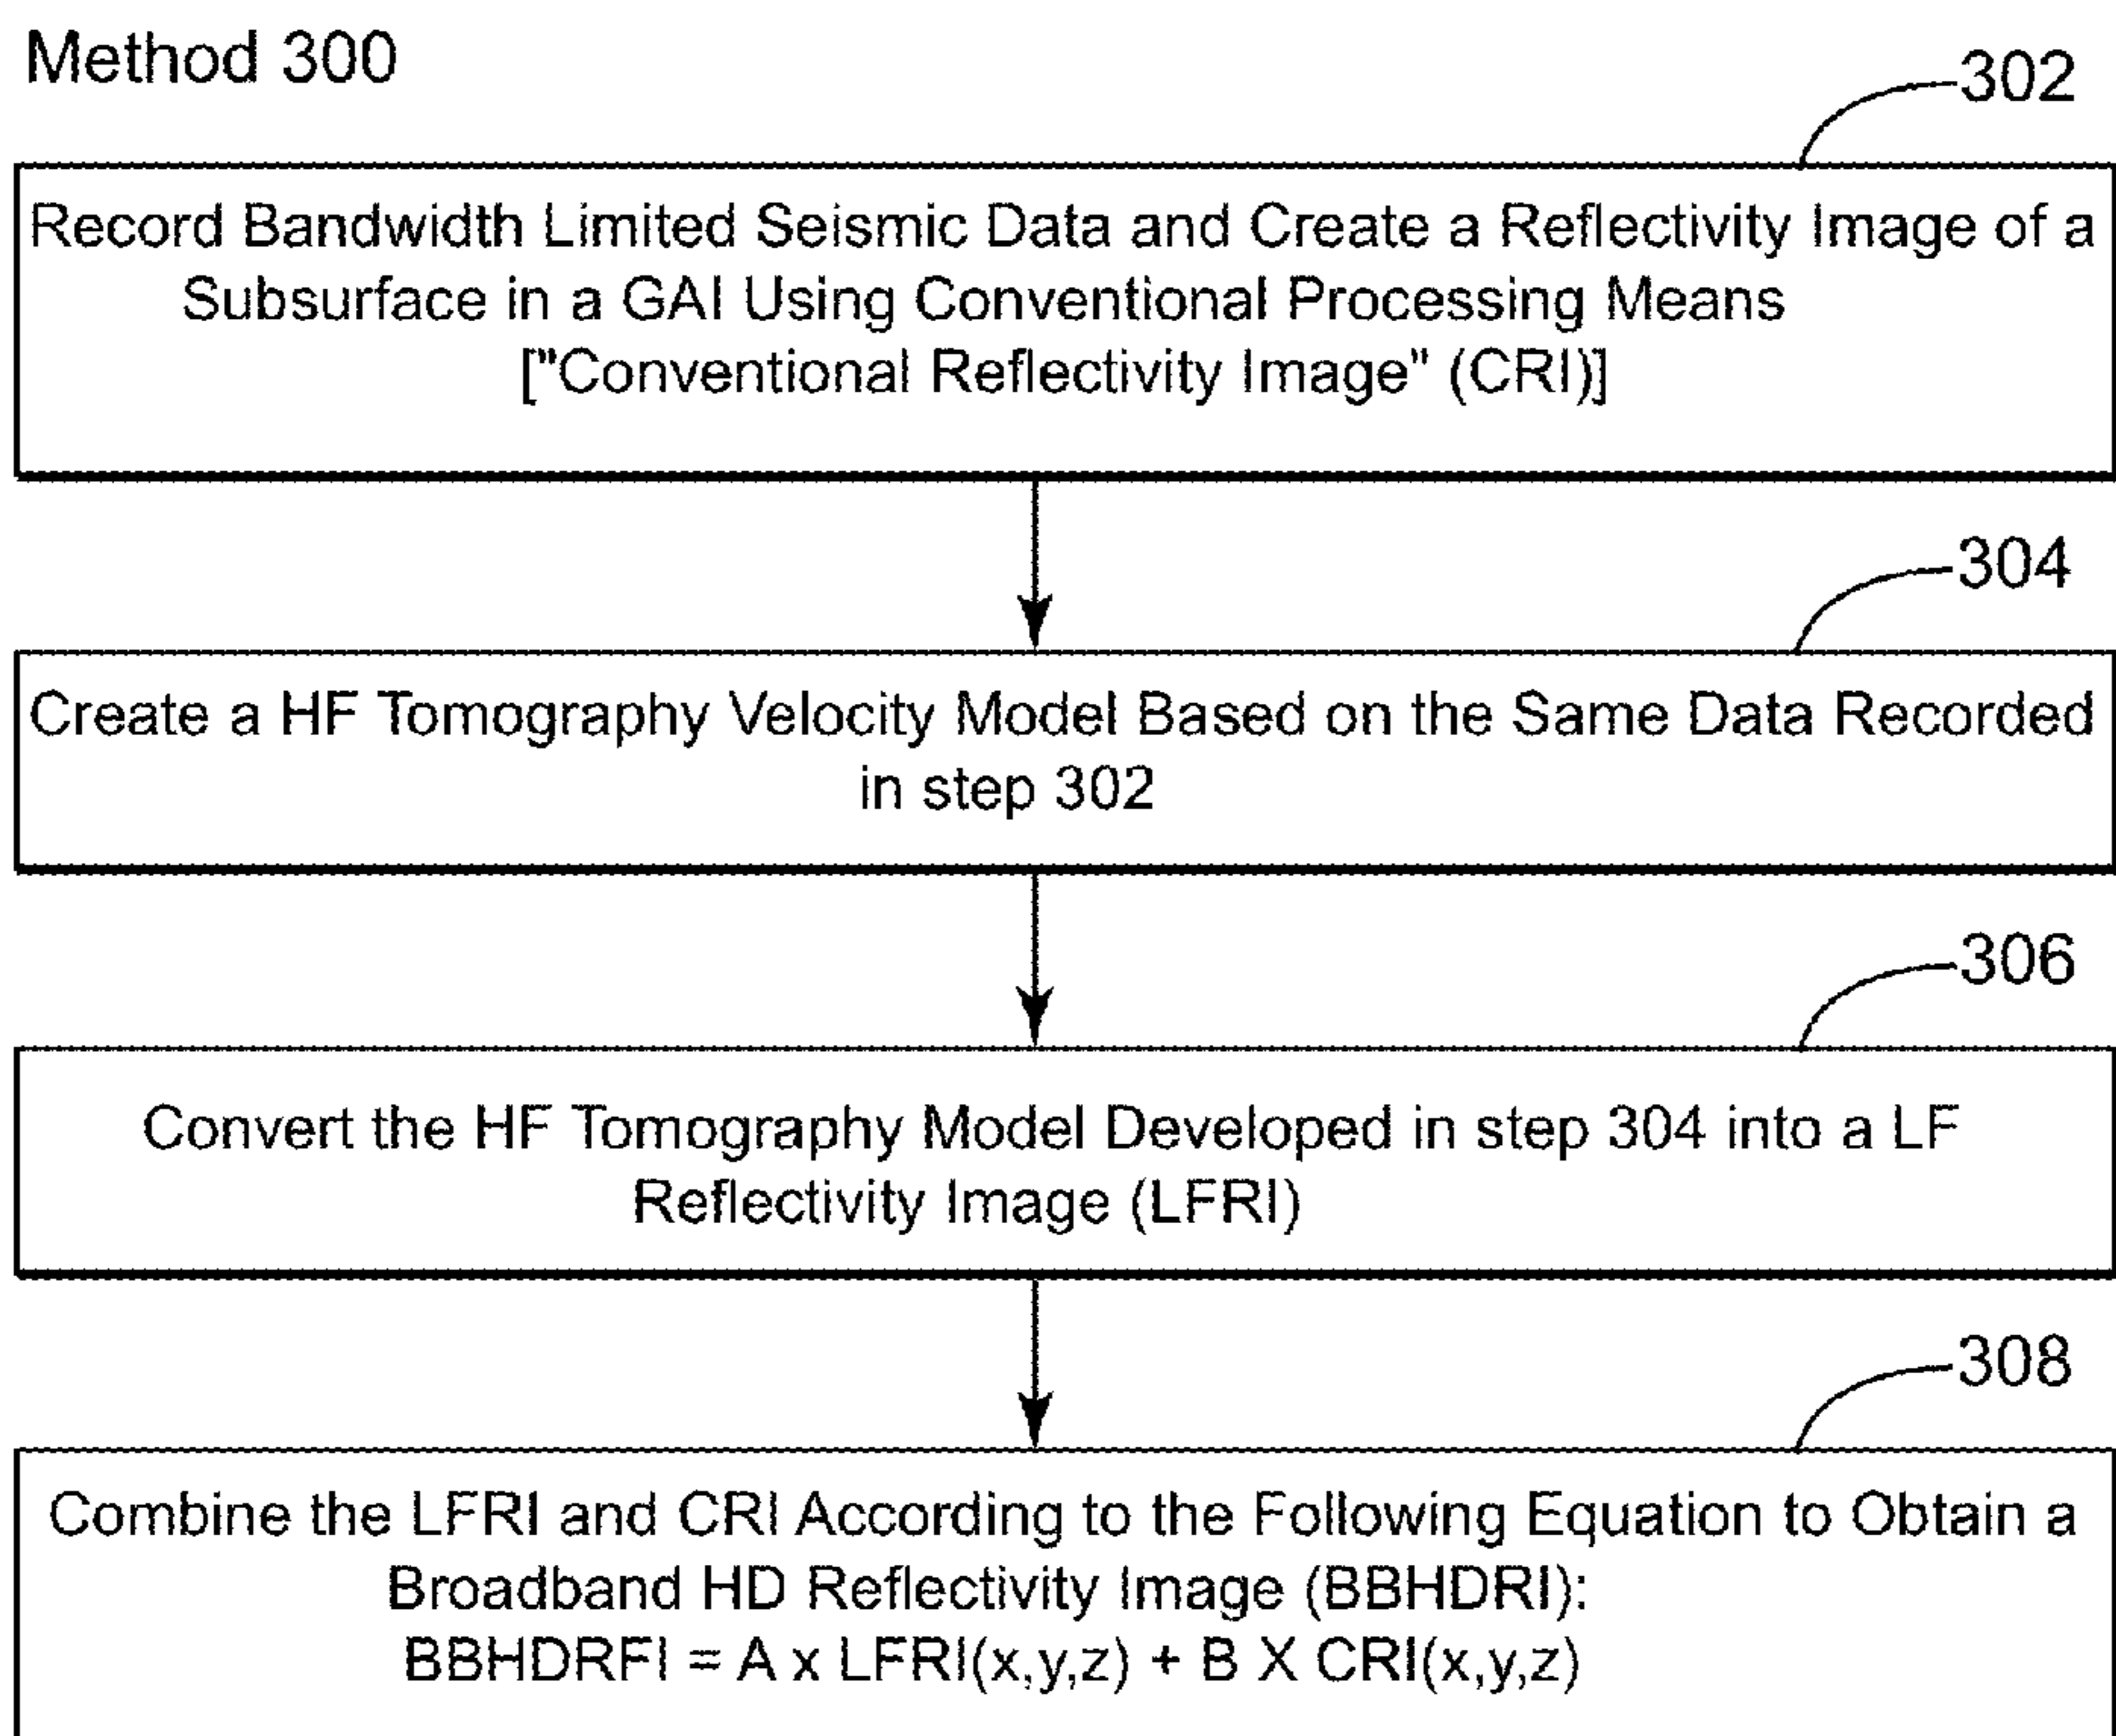 Method 300
302
Record Bandwidth Limited Seismic Data and Create a Reflectivity Image of a
Subsurface in a GAI Using Conventional Processing Means
["Conventional Reflectivity Image" (CRI)]
304
Create a HF Tomography Velocity Model Based on the Same Data Recorded
in step 302
306
Convert the HF Tomography Model Developed in step 304 into a LF
Reflectivity Image (LFRI)
308
Combine the LFRI and CRI According to the Following Equation to Obtain a
Broadband HD Reflectivity Image (BBHDRI):
BBHDRFI = A x LFRI(x,y,z) + B X CRI(x,y,z)